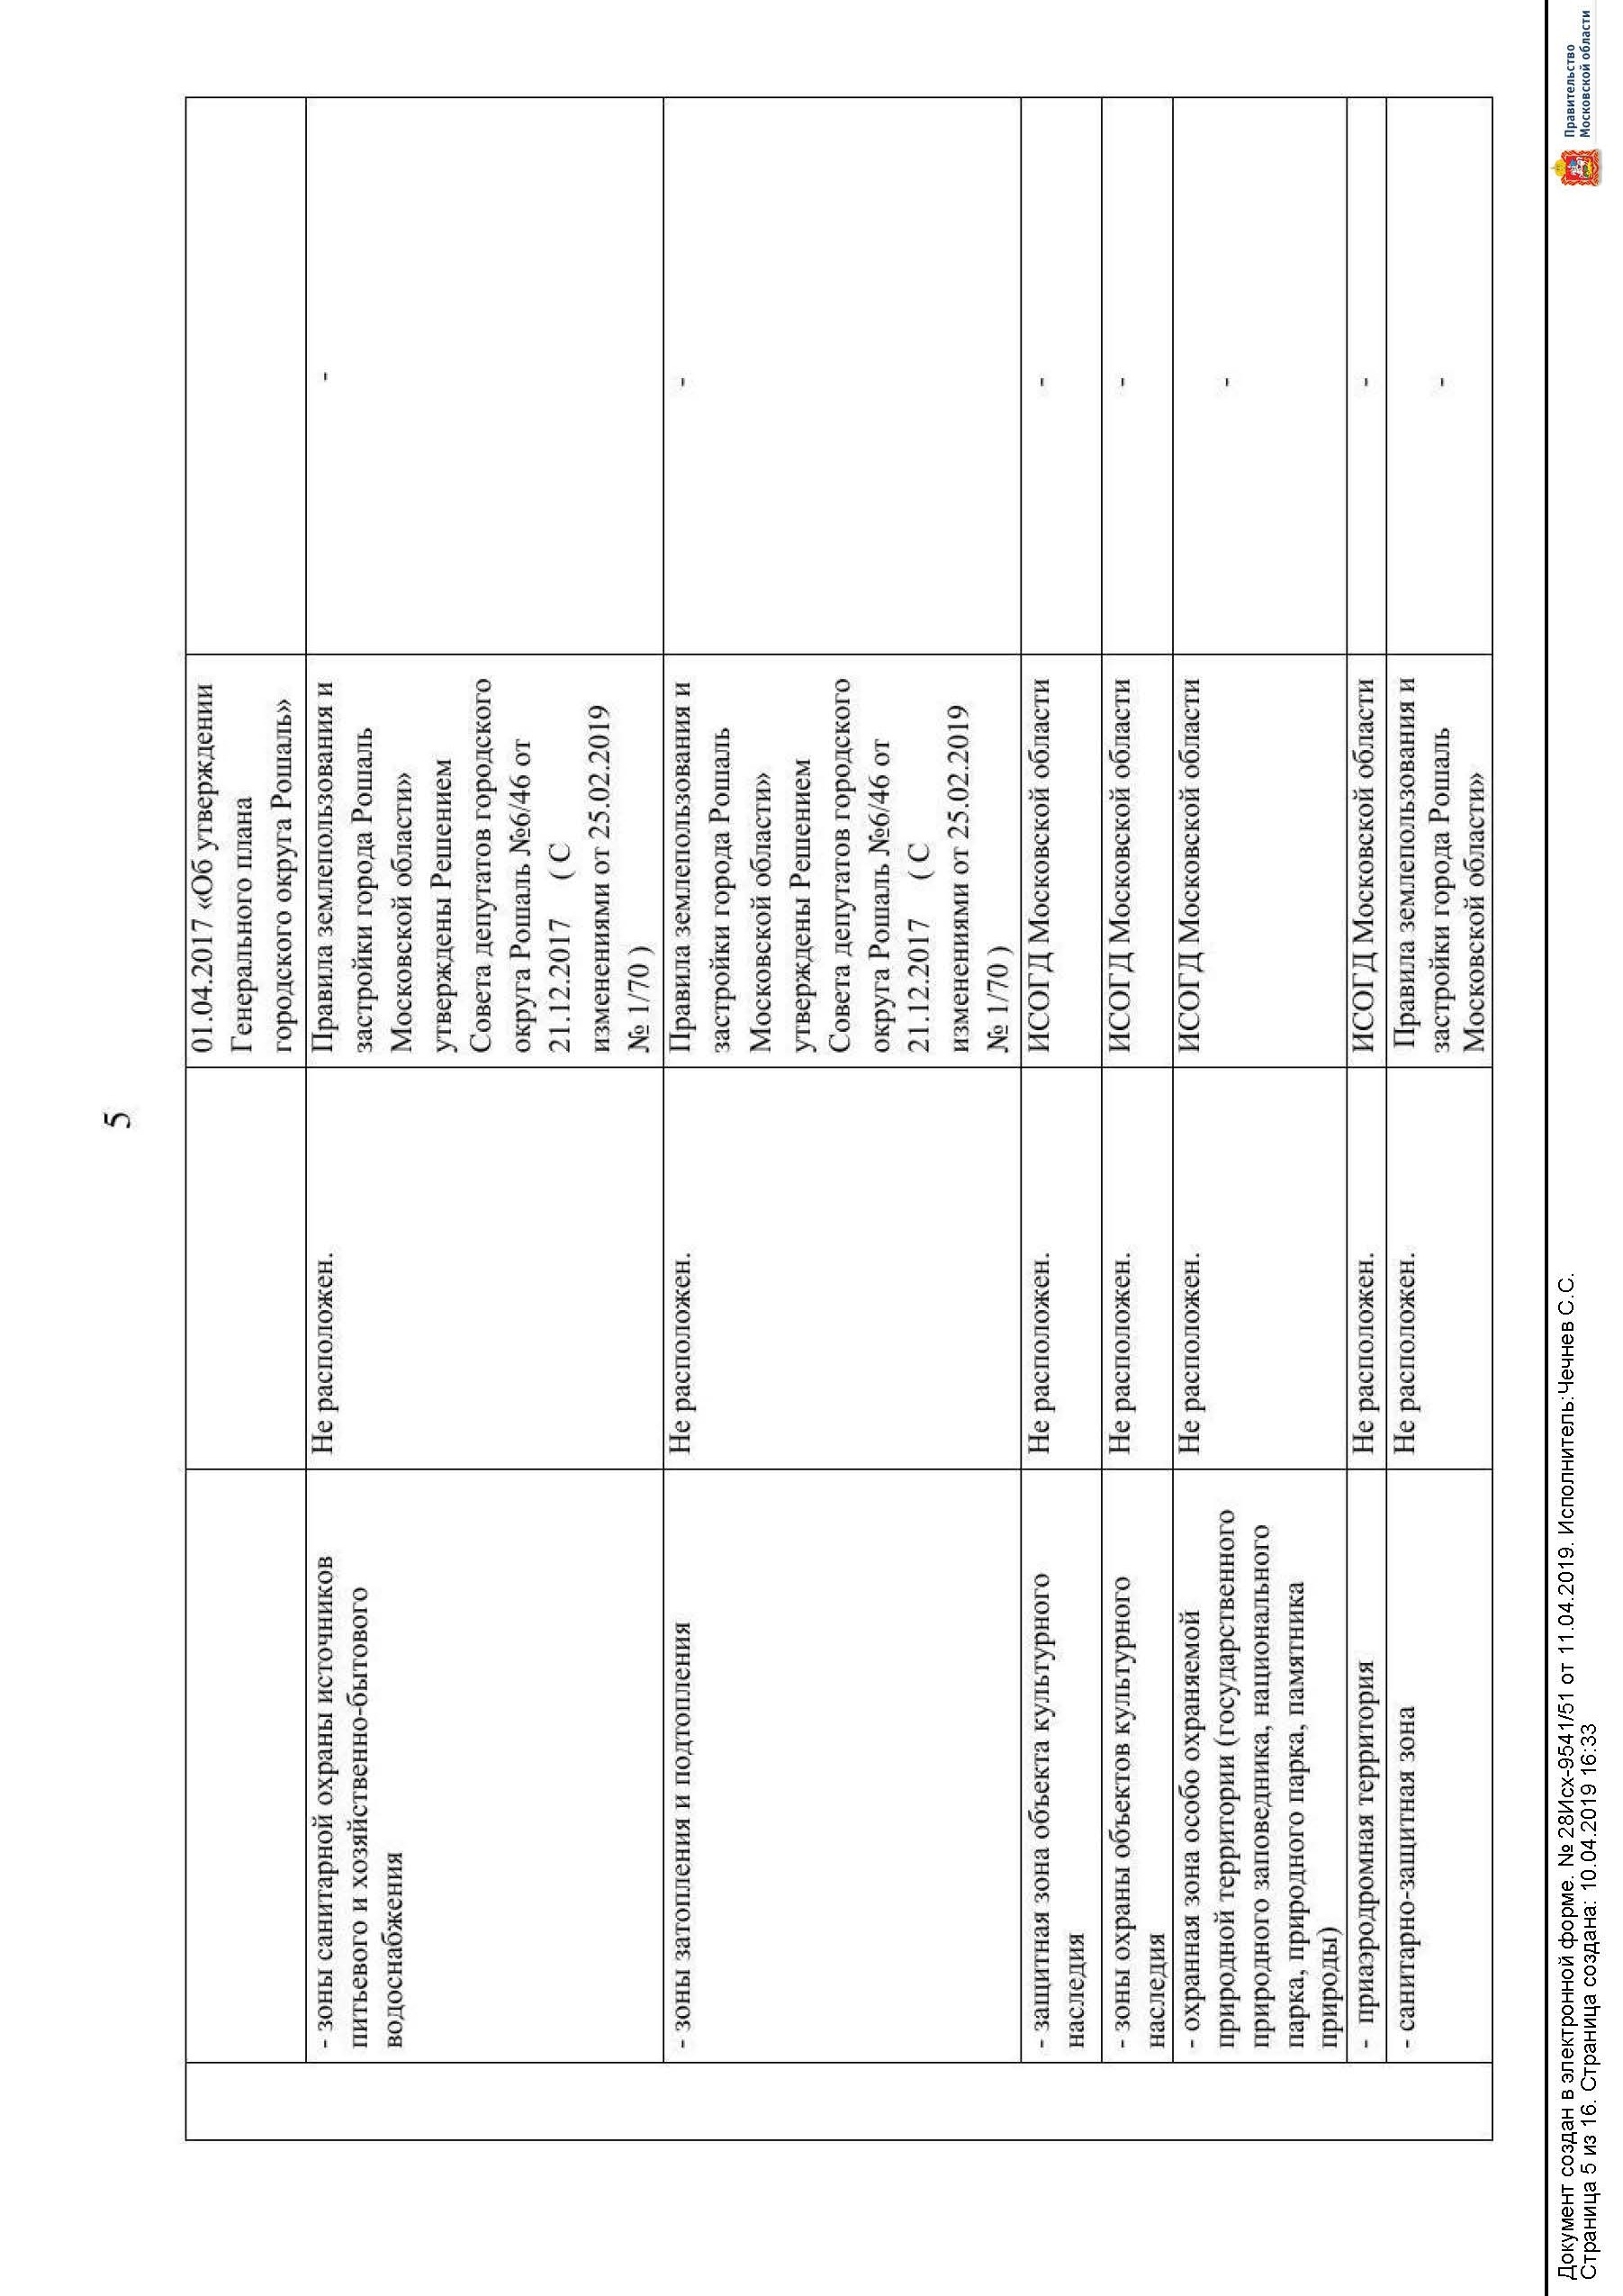 5
01.04.2017 «Об утверждении
Генерального плана
городского округа Рошаль»
- зоны санитарной охраны источников
питьевого и хозяйственно-бытового
водоснабжения
Не расположен.
Правила землепользования и
застройки города Рошаль
Московской области»
утверждены Решением
Совета депутатов городского
округа Рошаль №6/46 от
21.12.2017 ( С
изменениями от 25.02.2019
№ 1/70 )
-
- зоны затопления и подтопления
Не расположен.
Правила землепользования и
застройки города Рошаль
Московской области»
утверждены Решением
Совета депутатов городского
округа Рошаль №6/46 от
21.12.2017 ( С
изменениями от 25.02.2019
№ 1/70 )
-
- защитная зона объекта культурного
наследия
Не расположен.
ИСОГД Московской области
-
- зоны охраны объектов культурного
наследия
Не расположен.
ИСОГД Московской области
-
- охранная зона особо охраняемой
природной территории (государственного
природного заповедника, национального
парка, природного парка, памятника
природы)
Не расположен.
ИСОГД Московской области
-
- приаэродромная территория
Не расположен.
ИСОГД Московской области
-
- санитарно-защитная зона
Не расположен.
Правила землепользования и
застройки города Рошаль
Московской области»
-
Документ создан в электронной форме. № 28Исх-9541/51 от 11.04.2019. Исполнитель:Чечнев С.С.
Страница 5 из 16. Страница создана: 10.04.2019 16:33
Правительство
Московской области